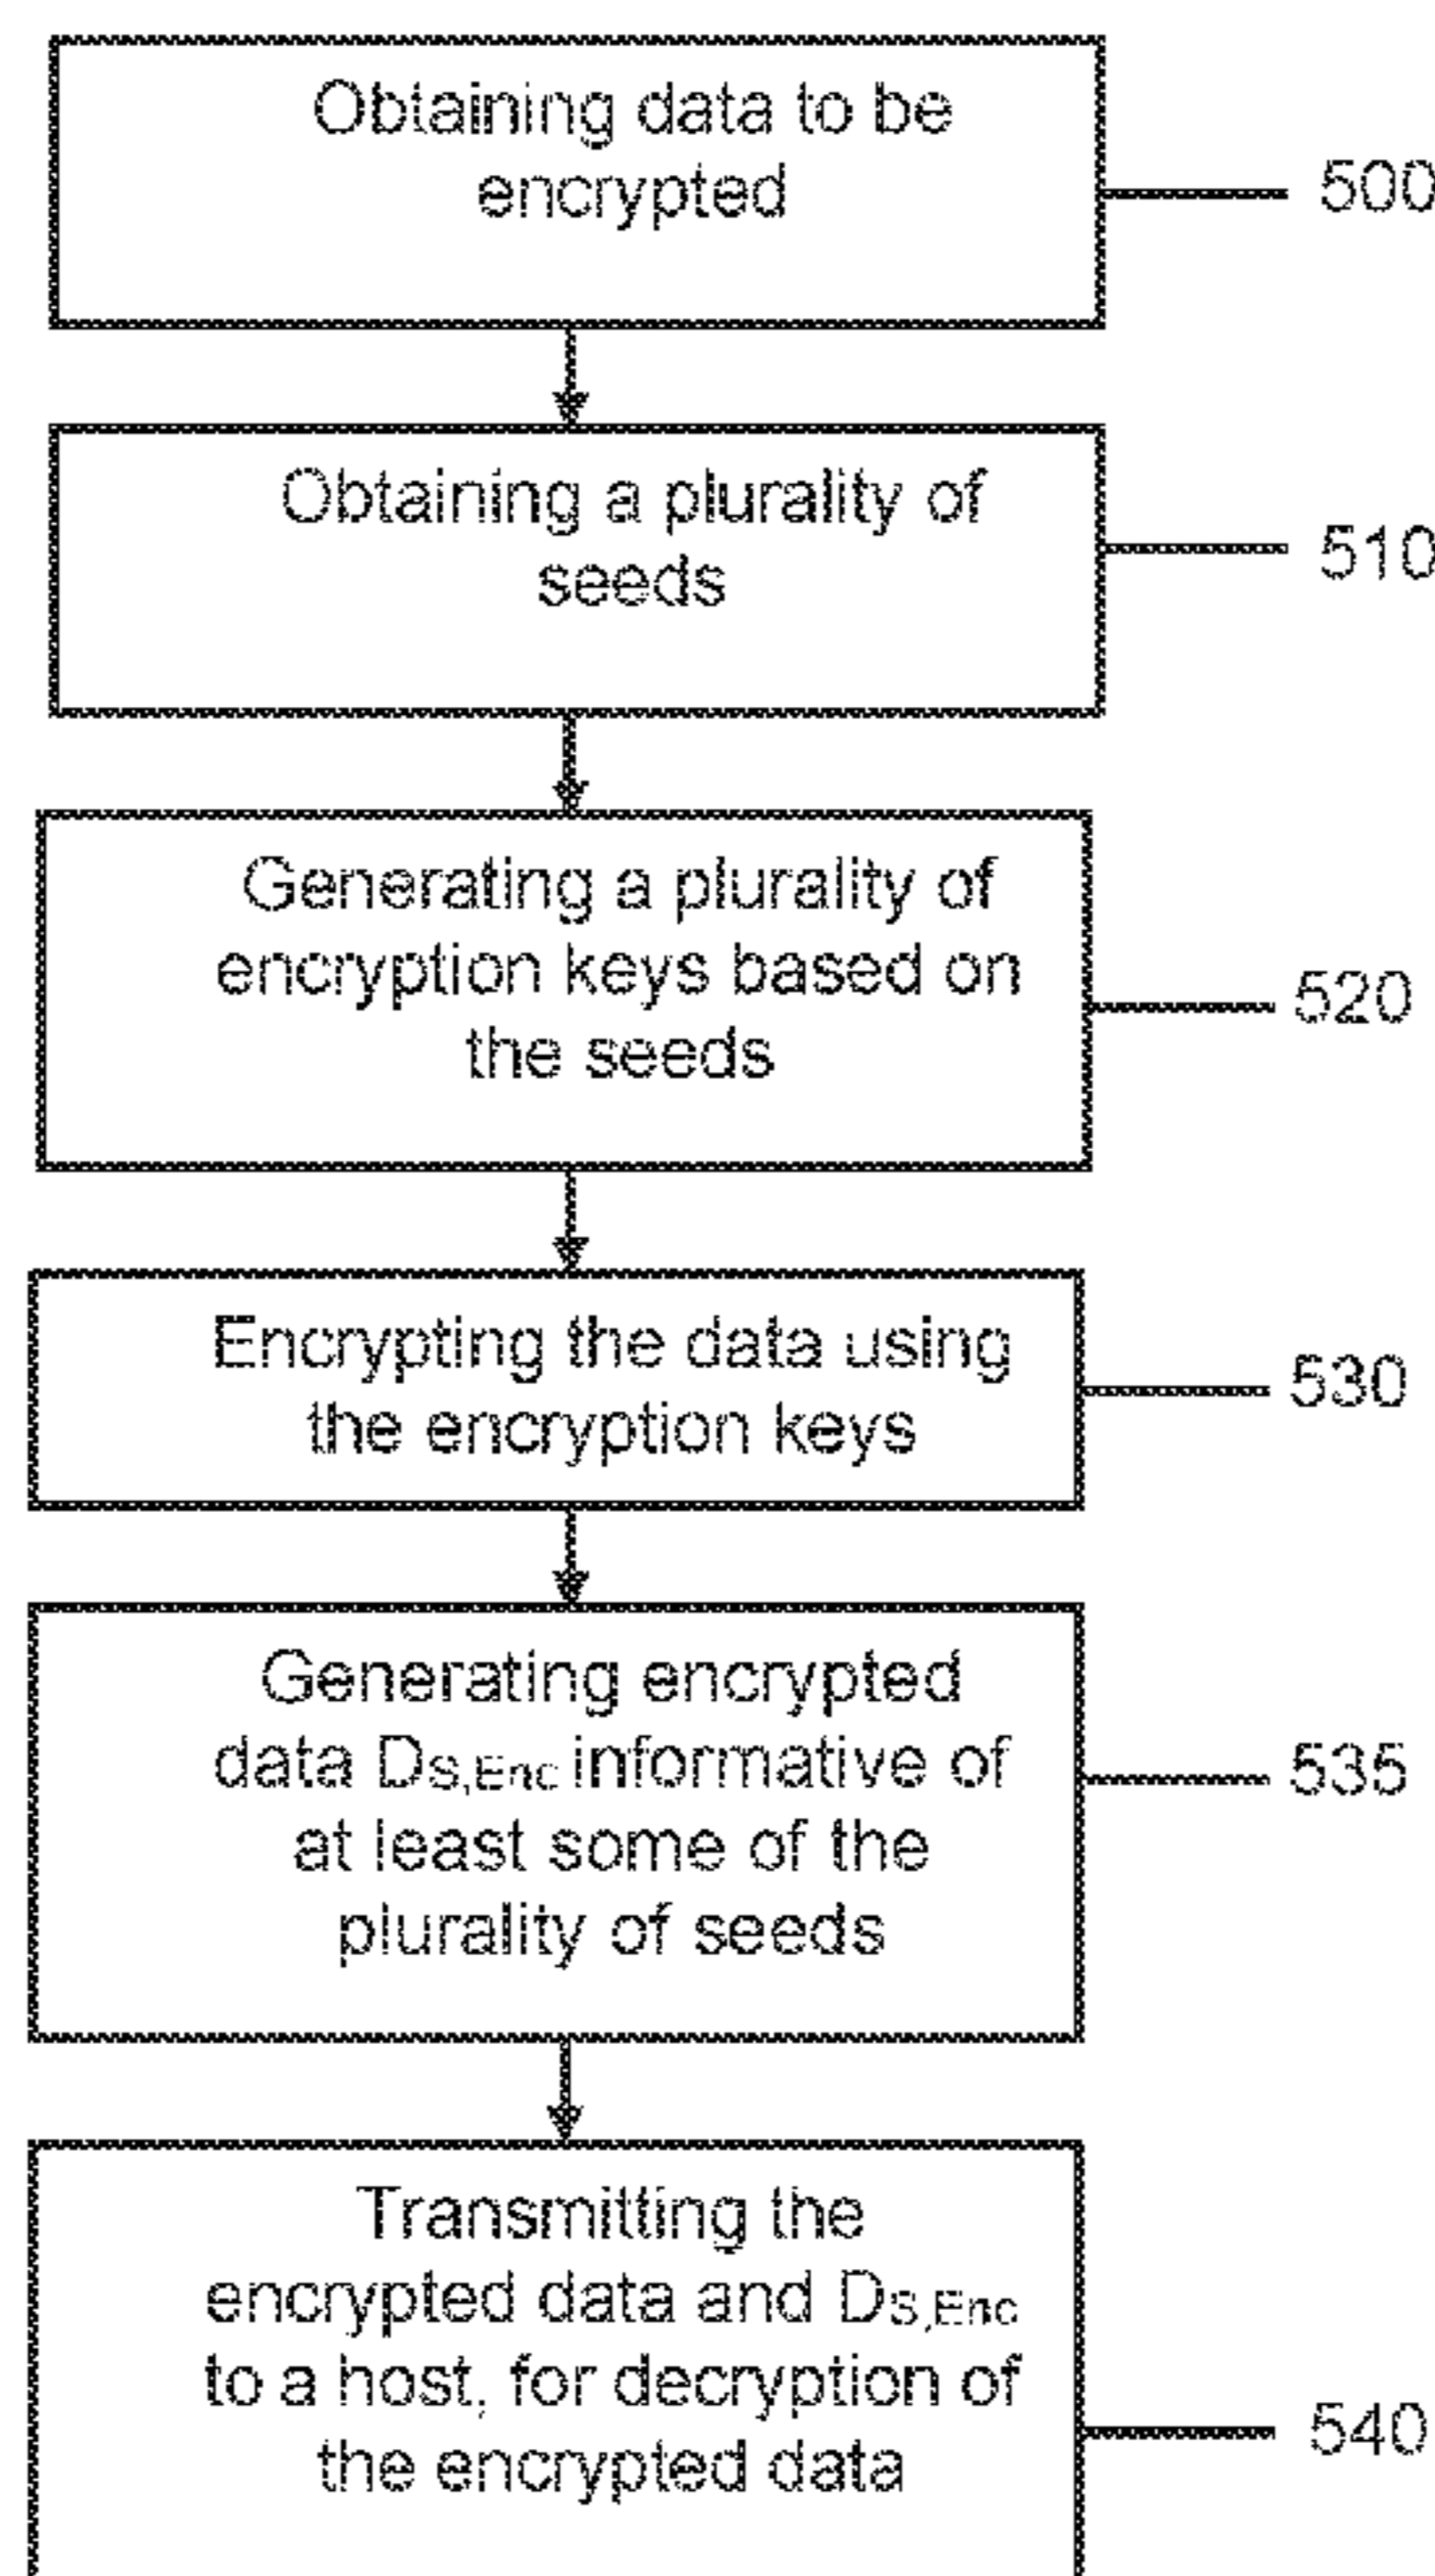 Obtaining data to be
encrypted
500
Obtaining a plurality of
seeds
510
Generating a plurality of
encryption keys based on
the seeds
520
Encrypting the data using
the encryption keys
530
Generating encrypted
data Ds,Enc informative of
at least some of the
plurality of seeds
535
Transmitting the
encrypted data and Ds,Enc
to a host, for decryption of
the encrypted data
540